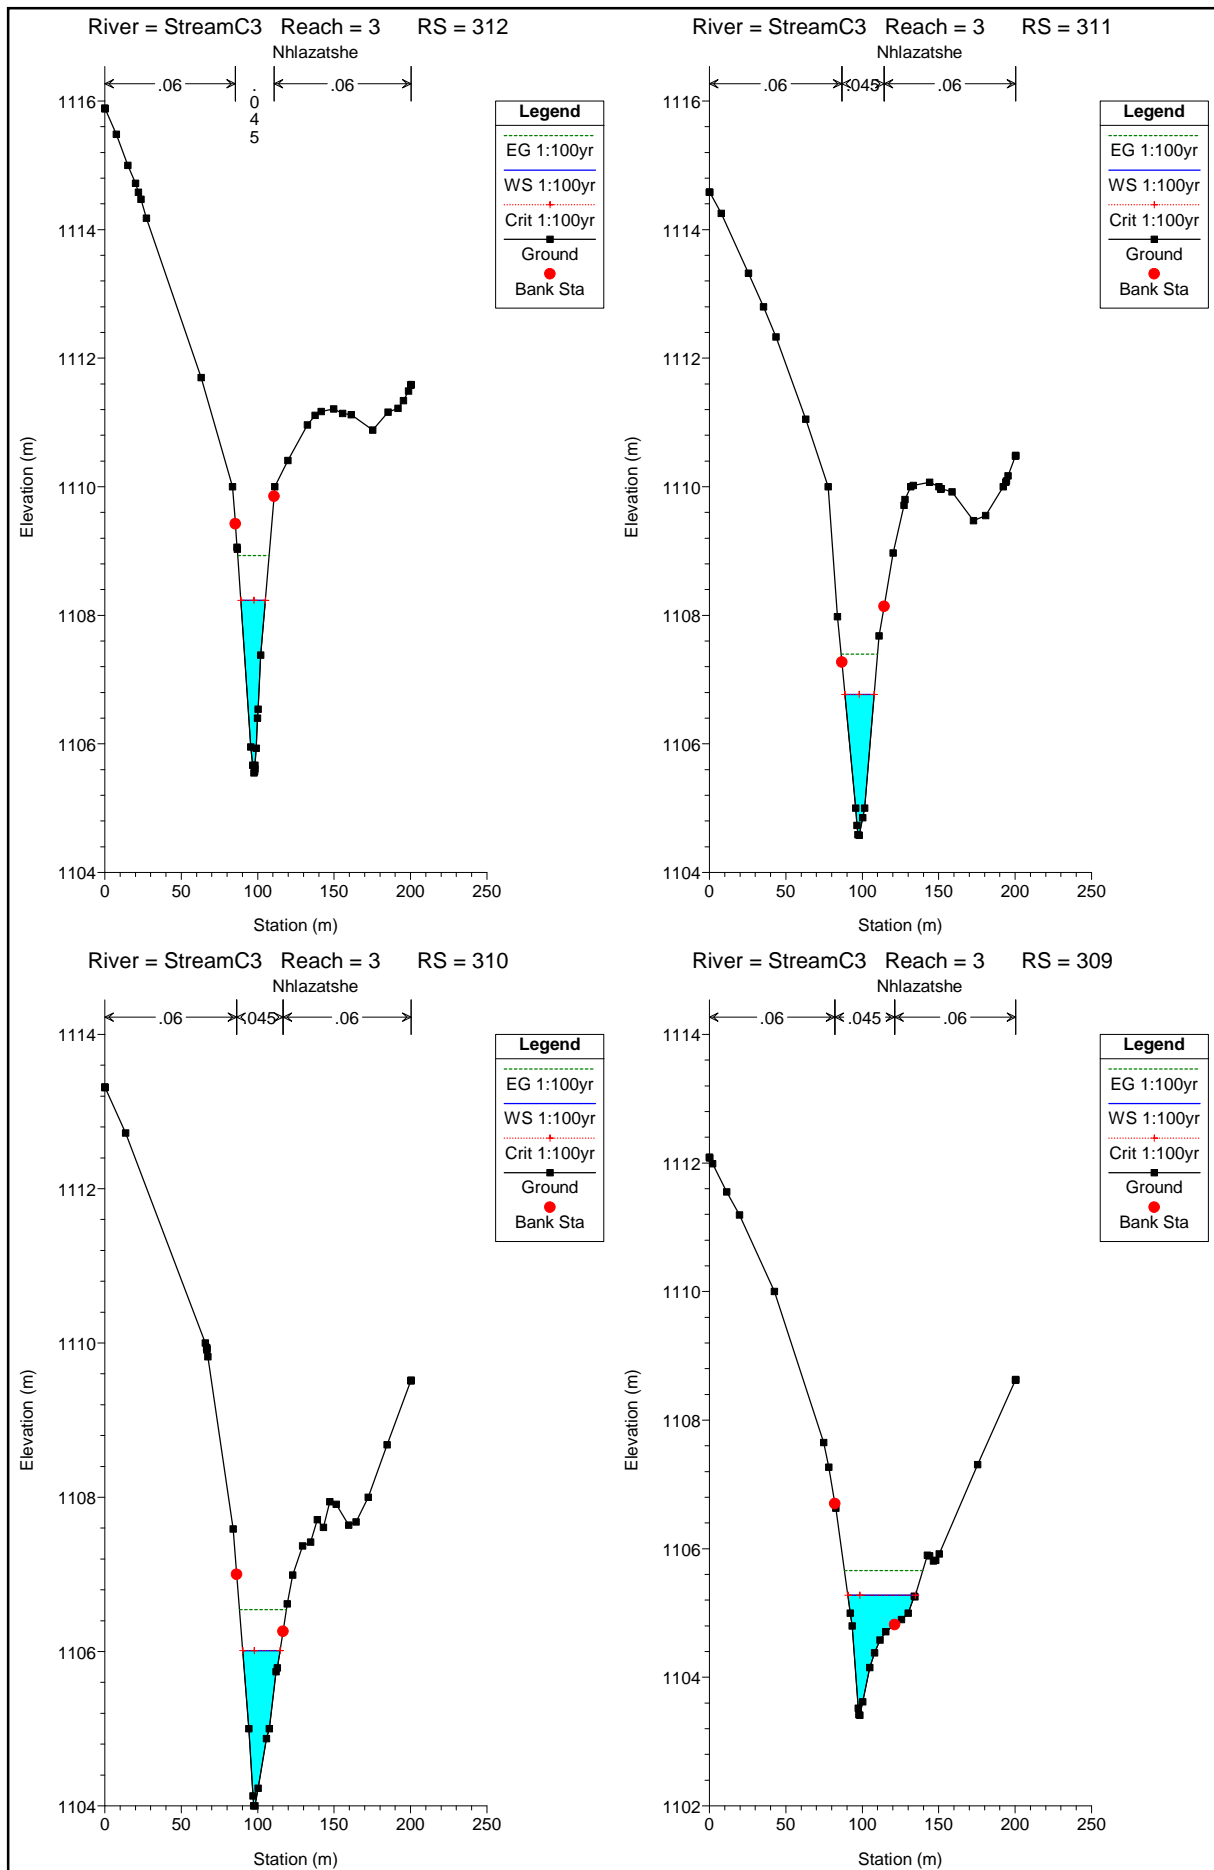 River = StreamC3 Reach = 3 RS = 312
Nhlazatshe
.06 .045 .06
Legend
EG 1:100yr
WS 1:100yr
Crit 1:100yr
Ground
Bank Sta
1116
1114
1112
1110
1108
1106
1104
Elevation (m)
0 50 100 150 200 250
Station (m)
River = StreamC3 Reach = 3 RS = 311
Nhlazatshe
.06 .045 .06
Legend
EG 1:100yr
WS 1:100yr
Crit 1:100yr
Ground
Bank Sta
1116
1114
1112
1110
1108
1106
1104
Elevation (m)
0 50 100 150 200 250
Station (m)
River = StreamC3 Reach = 3 RS = 310
Nhlazatshe
.06 .045 .06
Legend
EG 1:100yr
WS 1:100yr
Crit 1:100yr
Ground
Bank Sta
1114
1112
1110
1108
1106
1104
Elevation (m)
0 50 100 150 200 250
Station (m)
River = StreamC3 Reach = 3 RS = 309
Nhlazatshe
.06 .045 .06
Legend
EG 1:100yr
WS 1:100yr
Crit 1:100yr
Ground
Bank Sta
1114
1112
1110
1108
1106
1104
1102
Elevation (m)
0 50 100 150 200 250
Station (m)